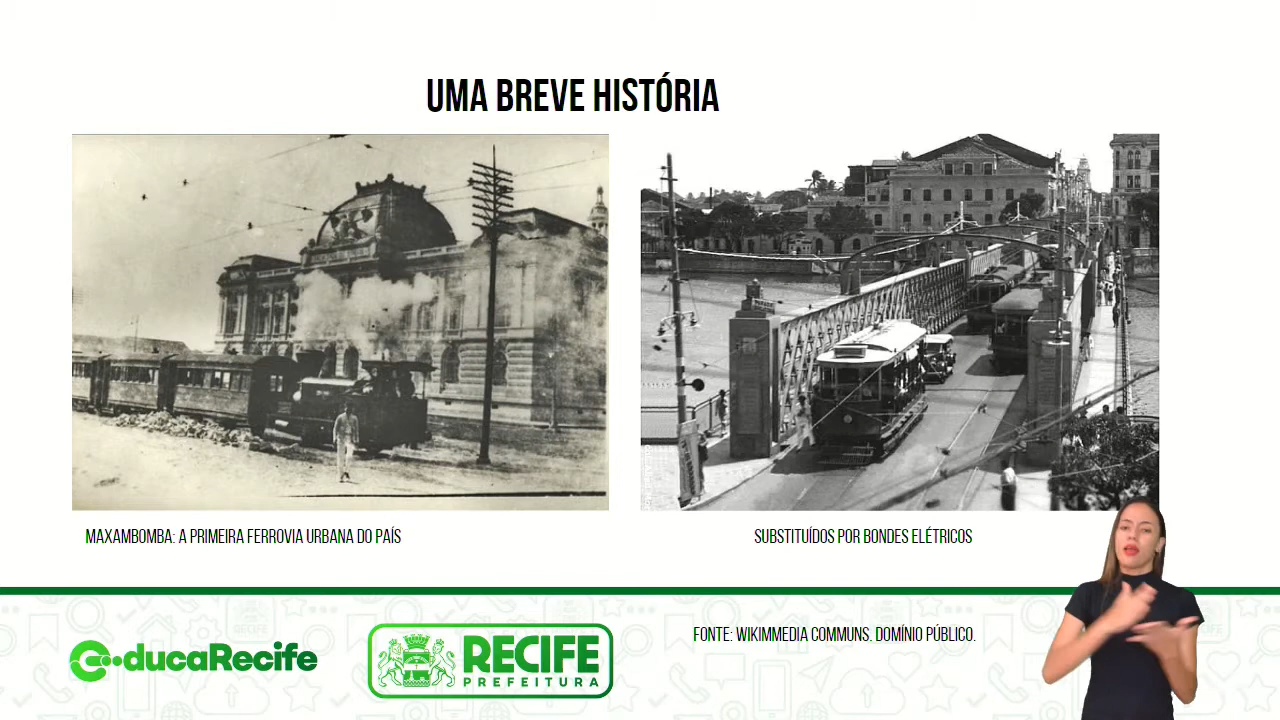 UMA BREVE HISTÓRIA
MAXAMBOMBA: A PRIMEIRA FERROVIA URBANA DO PAÍS
SUBSTITUÍDOS POR BONDES ELÉTRICOS
FONTE: WIKIMMEDIA COMMUNS. DOMÍNIO PÚBLICO.
educaRecife
RECIFE
PREFEITURA